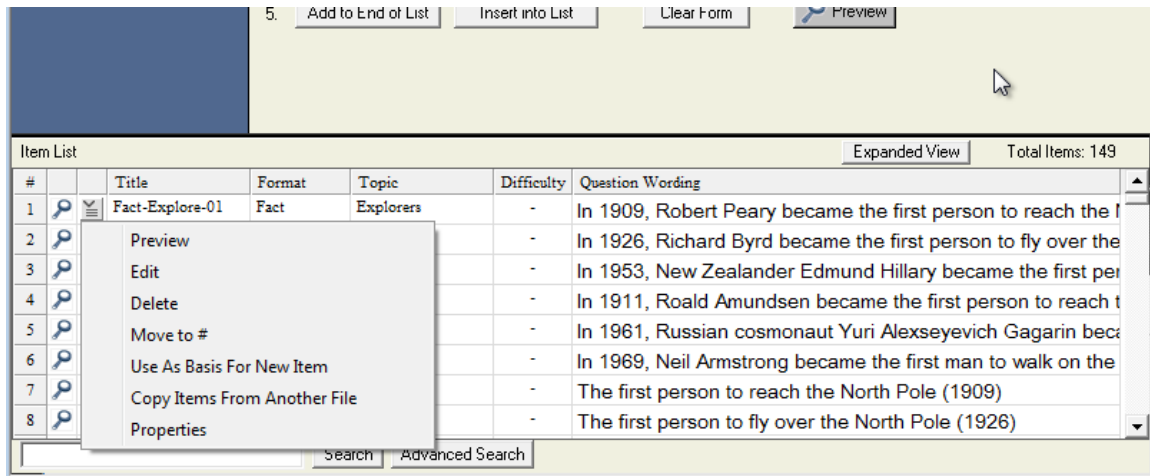 5. Add to End of List Insert into List Clear Form Preview
Item List Expanded View Total Items: 149
# Title Format Topic Difficulty Question Wording
1 Fact-Explore-01 Fact Explorers In 1909, Robert Peary became the first person to reach the
2 - In 1926, Richard Byrd became the first person to fly over the
3 - In 1953, New Zealander Edmund Hillary became the first
4 - In 1911, Roald Amundsen became the first person to reach
5 - In 1961, Russian cosmonaut Yuri Alexseyevich Gagarin
6 - In 1969, Neil Armstrong became the first man to walk on the
7 - The first person to reach the North Pole (1909)
8 - The first person to fly over the North Pole (1926)
Preview
Edit
Delete
Move to #
Use As Basis For New Item
Copy Items From Another File
Properties
Search Advanced Search